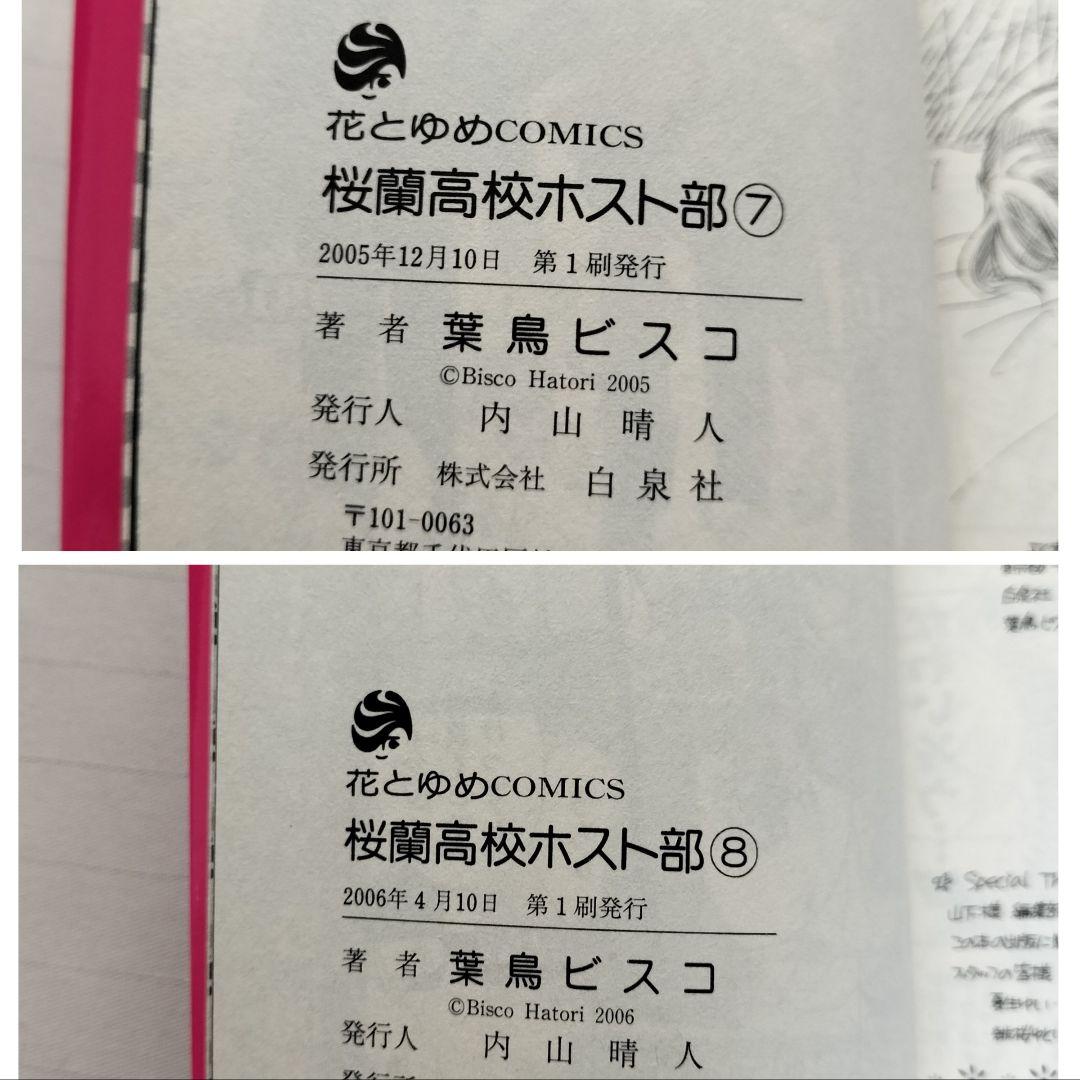 花とゆめCOMICS
桜蘭高校ホスト部⑦
2005年12月10日 第1刷発行
著者 葉鳥ビスコ
©Bisco Hatori 2005
発行人 内山晴人
発行所 株式会社 白泉社
〒101-0063
花とゆめCOMICS
桜蘭高校ホスト部⑧
2006年4月10日 第1刷発行
著者 葉鳥ビスコ
©Bisco Hatori 2006
発行人 内山晴人
Special